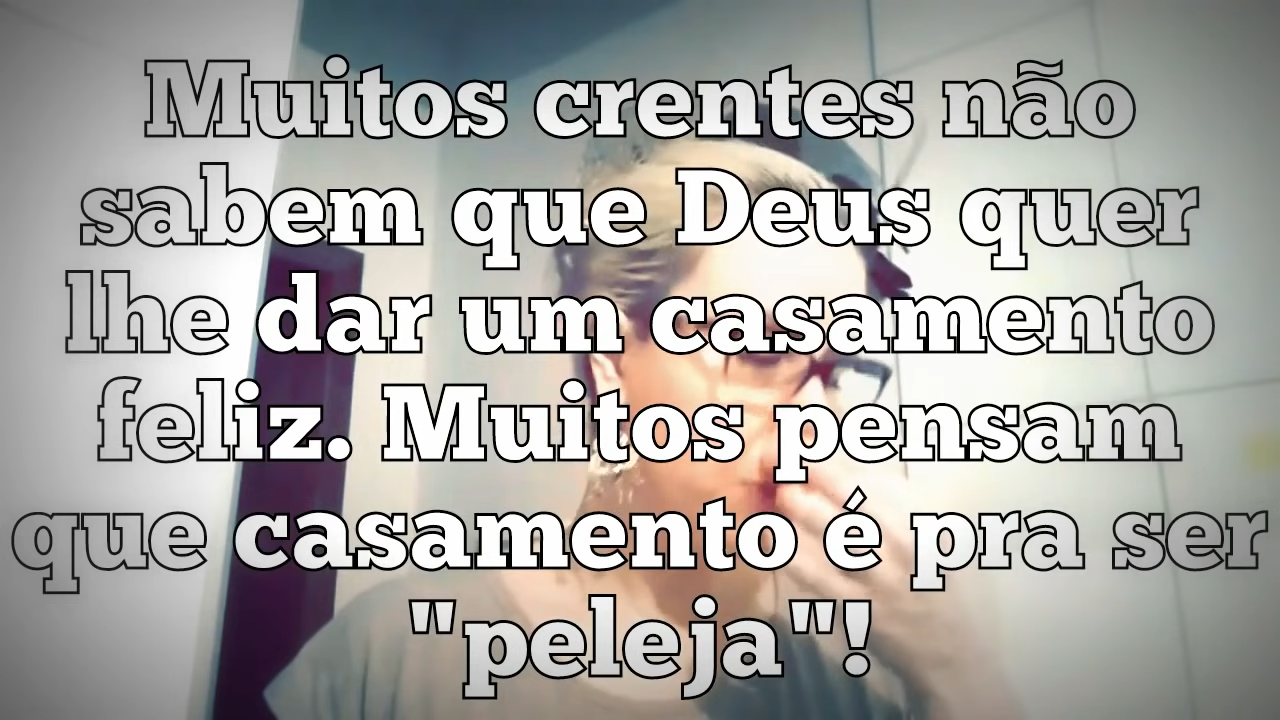 Muitos crentes não
sabem que Deus quer
lhe dar um casamento
feliz. Muitos pensam
que casamento é pra ser
"peleja"!